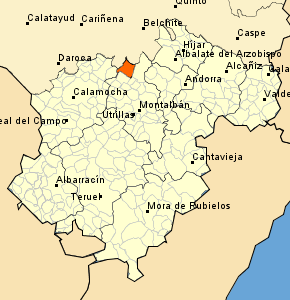 Quinto
Calatayud
Cariñena
Belchite
Caspe
Híjar
Daroca
Albalate del Arzobispo
Alcañiz
Cala
Andorra
Calamocha
Valde
Montalbán
Utrillas
eal del Campo
Cantavieja
Albarracín
Teruel
Mora de Rubielos